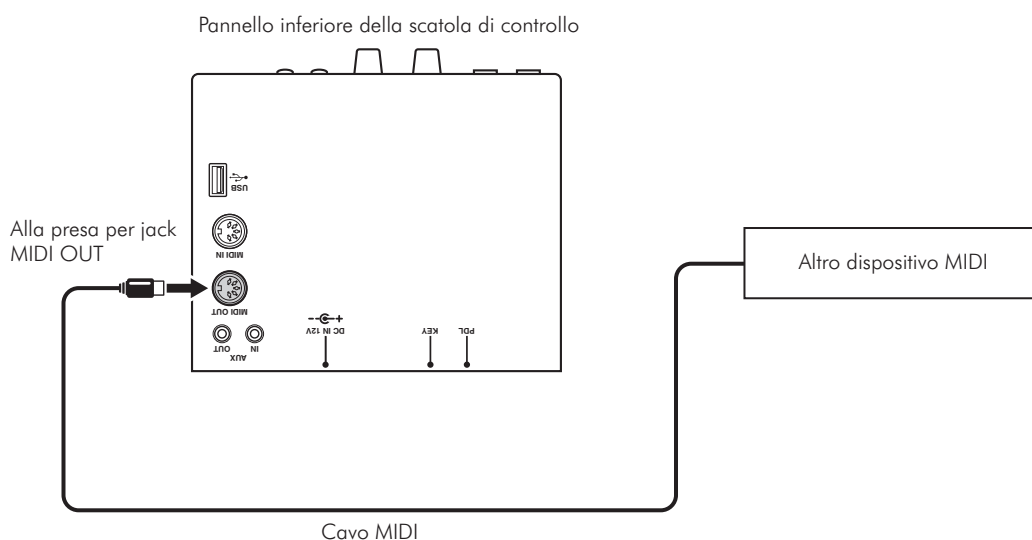 Pannello inferiore della scatola di controllo
USB
Alla presa per jack
MIDI OUT
MIDI IN
MIDI OUT
OUT
IN
AUX
DC IN 12V
KEY
PDL
Altro dispositivo MIDI
Cavo MIDI